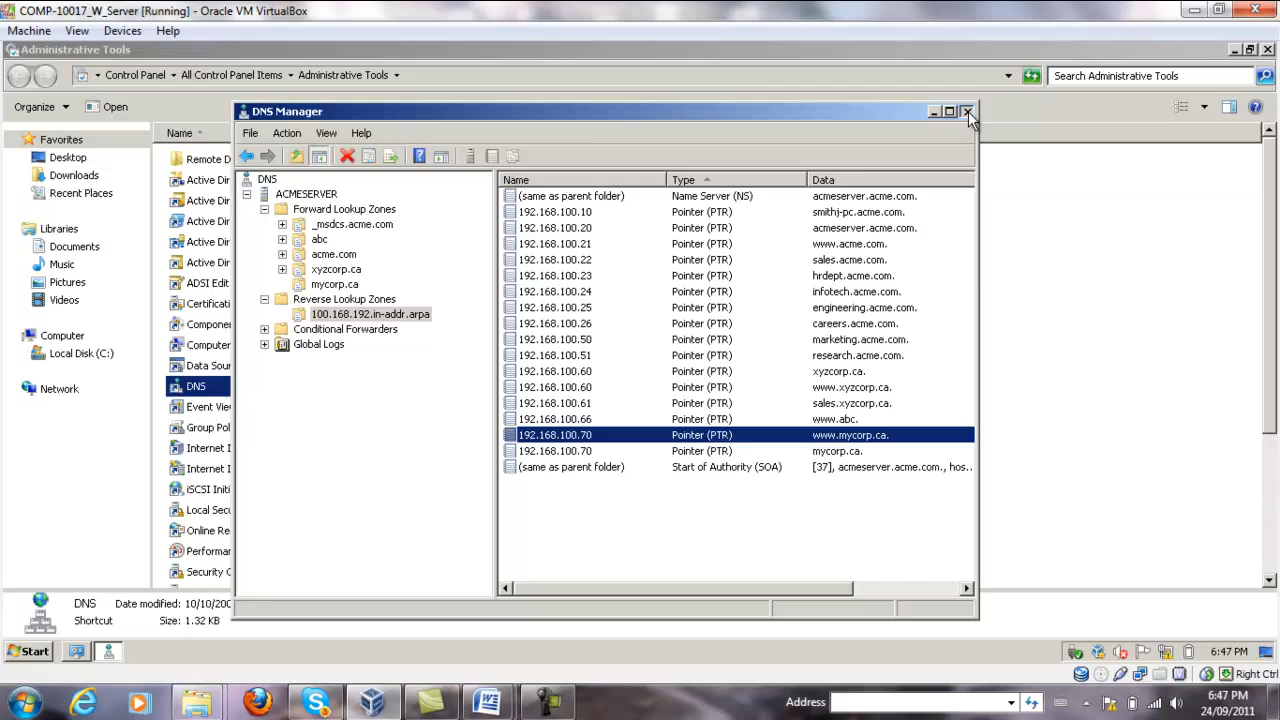 COMP-10017_W_Server [Running] - Oracle VM VirtualBox
Machine View Devices Help
Administrative Tools
Control Panel All Control Panel Items Administrative Tools
Search Administrative Tools
Organize Open
Favorites
Desktop
Downloads
Recent Places
Libraries
Documents
Music
Pictures
Videos
Computer
Local Disk (C:)
Network
Name
Remote D
Active Dir
Active Dir
Active Dir
Active Dir
Active Dir
ADSI Edit
Certificati
Componer
Computer
Data Sour
DNS
Event Viev
Group Pol
Internet I
Internet I
iSCSI Initi
Local Secu
Online Re
Performar
Security C
DNS Manager
File Action View Help
DNS
ACMESERVER
Forward Lookup Zones
_msdcs.acme.com
abc
acme.com
xyzcorp.ca
mycorp.ca
Reverse Lookup Zones
100.168.192.in-addr.arpa
Conditional Forwarders
Global Logs
Name Type Data
(same as parent folder) Name Server (NS) acmeserver.acme.com.
192.168.100.10 Pointer (PTR) smithj-pc.acme.com.
192.168.100.20 Pointer (PTR) acmeserver.acme.com.
192.168.100.21 Pointer (PTR) www.acme.com.
192.168.100.22 Pointer (PTR) sales.acme.com.
192.168.100.23 Pointer (PTR) hrdept.acme.com.
192.168.100.24 Pointer (PTR) infotech.acme.com.
192.168.100.25 Pointer (PTR) engineering.acme.com.
192.168.100.26 Pointer (PTR) careers.acme.com.
192.168.100.50 Pointer (PTR) marketing.acme.com.
192.168.100.51 Pointer (PTR) research.acme.com.
192.168.100.60 Pointer (PTR) xyzcorp.ca.
192.168.100.60 Pointer (PTR) www.xyzcorp.ca.
192.168.100.61 Pointer (PTR) sales.xyzcorp.ca.
192.168.100.66 Pointer (PTR) www.abc.
192.168.100.70 Pointer (PTR) www.mycorp.ca.
192.168.100.70 Pointer (PTR) mycorp.ca.
(same as parent folder) Start of Authority (SOA) [37], acmeserver.acme.com., hos..
DNS Date modified: 10/10/200
Shortcut Size: 1.32 KB
Start
6:47 PM
Right Ctrl
Address
6:47 PM
24/09/2011